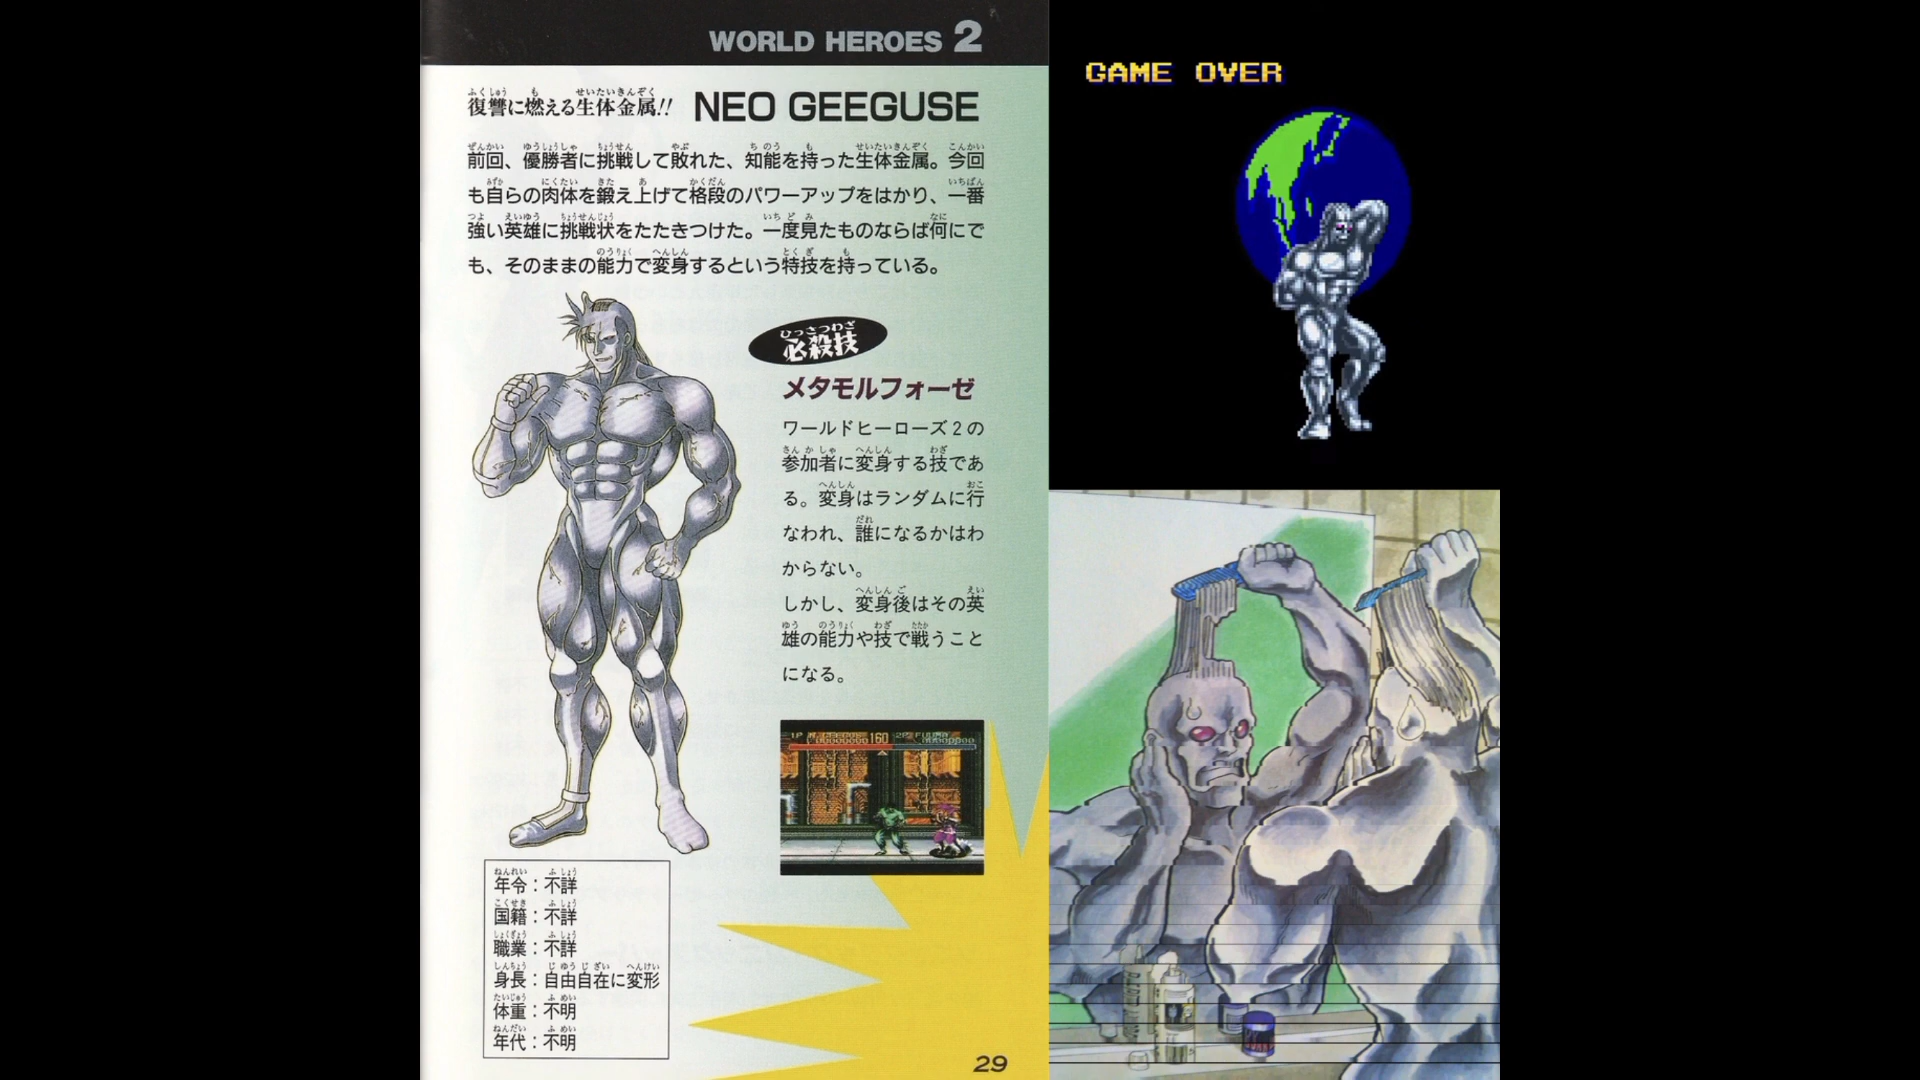 WORLD HEROES 2
復讐に燃える生体金属!! NEO GEEGUSE
前回、優勝者に挑戦して敗れた、知能を持った生体金属。今回
も自らの肉体を鍛え上げて格段のパワーアップをはかり、一番
強い英雄に挑戦状をたたきつけた。一度見たものならば何にで
も、そのままの能力で変身するという特技を持っている。
必殺技
メタモルフォーゼ
ワールドヒーローズ2の
参加者に変身する技であ
る。変身はランダムに行
なわれ、誰になるかはわ
からない。
しかし、変身後はその英
雄の能力や技で戦うこと
になる。
160
年令：不詳
国籍：不詳
職業：不詳
身長：自由自在に変形
体重：不明
年代：不明
29
GAME OVER